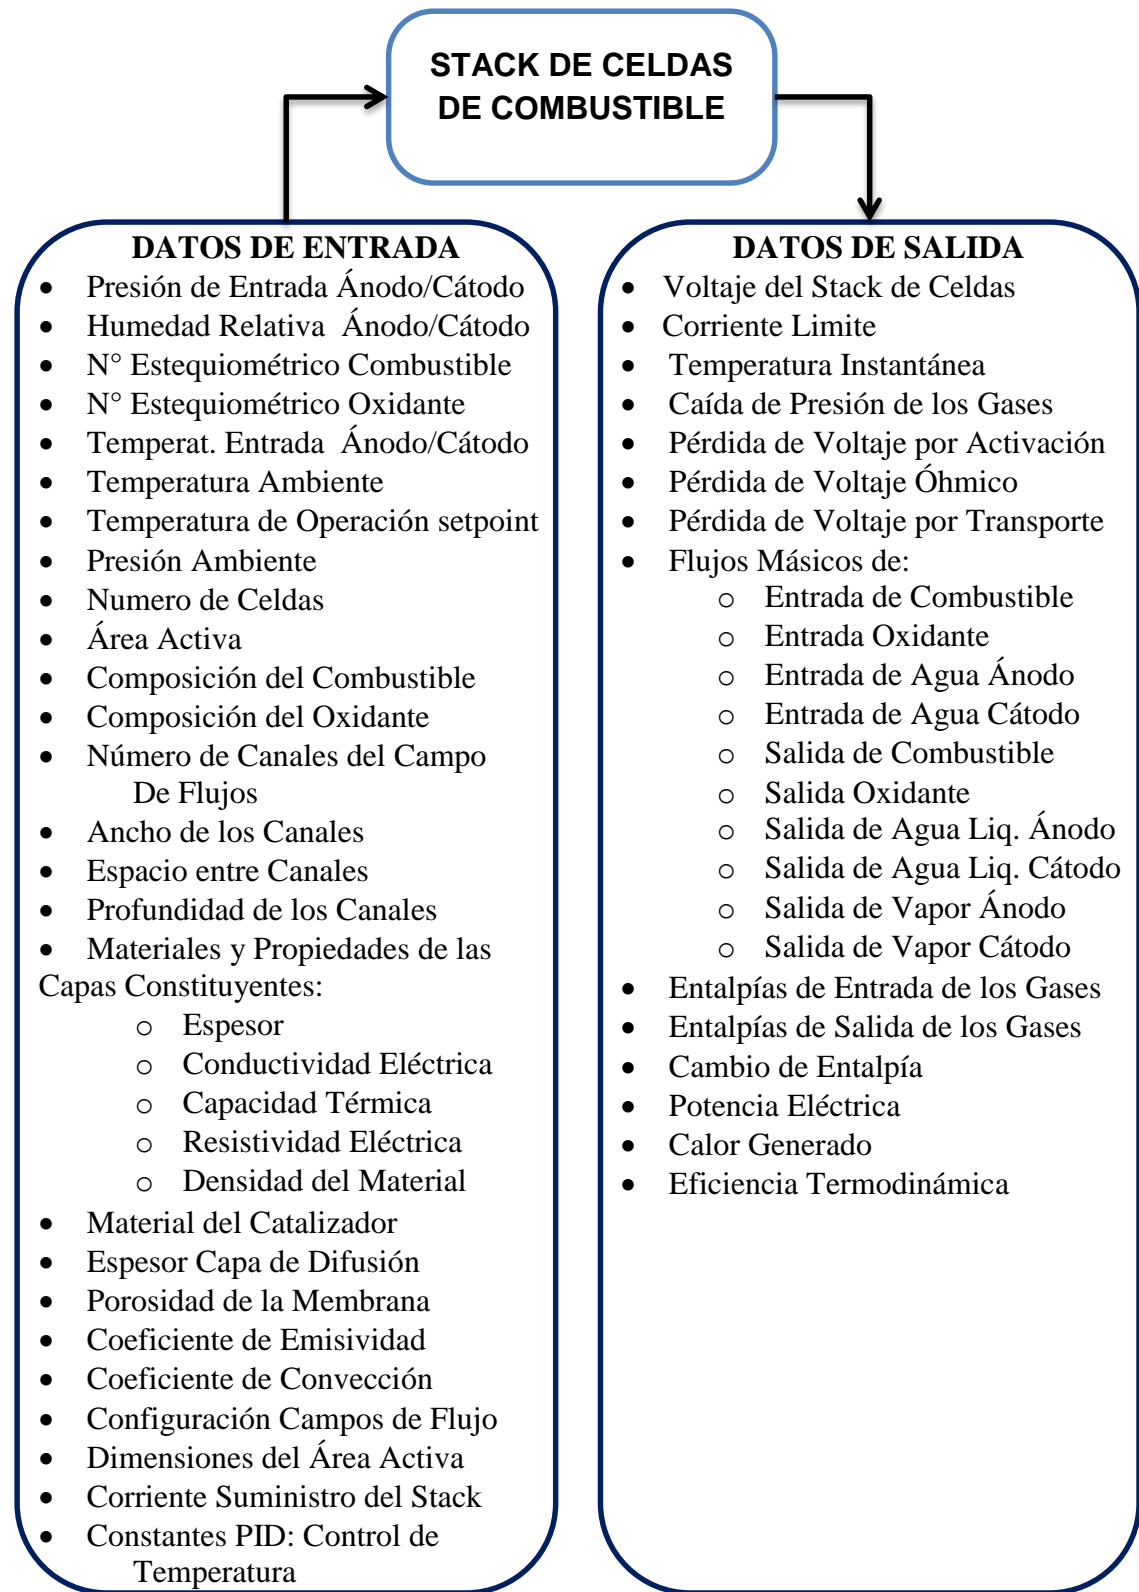 STACK DE CELDAS
DE COMBUSTIBLE
DATOS DE ENTRADA
• Presión de Entrada Ánodo/Cátodo
• Humedad Relativa Ánodo/Cátodo
• N° Estequiométrico Combustible
• N° Estequiométrico Oxidante
• Temperat. Entrada Ánodo/Cátodo
• Temperatura Ambiente
• Temperatura de Operación setpoint
• Presión Ambiente
• Numero de Celdas
• Área Activa
• Composición del Combustible
• Composición del Oxidante
• Número de Canales del Campo
De Flujos
• Ancho de los Canales
• Espacio entre Canales
• Profundidad de los Canales
• Materiales y Propiedades de las
Capas Constituyentes:
o Espesor
o Conductividad Eléctrica
o Capacidad Térmica
o Resistividad Eléctrica
o Densidad del Material
• Material del Catalizador
• Espesor Capa de Difusión
• Porosidad de la Membrana
• Coeficiente de Emisividad
• Coeficiente de Convección
• Configuración Campos de Flujo
• Dimensiones del Área Activa
• Corriente Suministro del Stack
• Constantes PID: Control de
Temperatura
DATOS DE SALIDA
• Voltaje del Stack de Celdas
• Corriente Limite
• Temperatura Instantánea
• Caída de Presión de los Gases
• Pérdida de Voltaje por Activación
• Pérdida de Voltaje Óhmico
• Pérdida de Voltaje por Transporte
• Flujos Másicos de:
o Entrada de Combustible
o Entrada Oxidante
o Entrada de Agua Ánodo
o Entrada de Agua Cátodo
o Salida de Combustible
o Salida Oxidante
o Salida de Agua Liq. Ánodo
o Salida de Agua Liq. Cátodo
o Salida de Vapor Ánodo
o Salida de Vapor Cátodo
• Entalpías de Entrada de los Gases
• Entalpías de Salida de los Gases
• Cambio de Entalpía
• Potencia Eléctrica
• Calor Generado
• Eficiencia Termodinámica